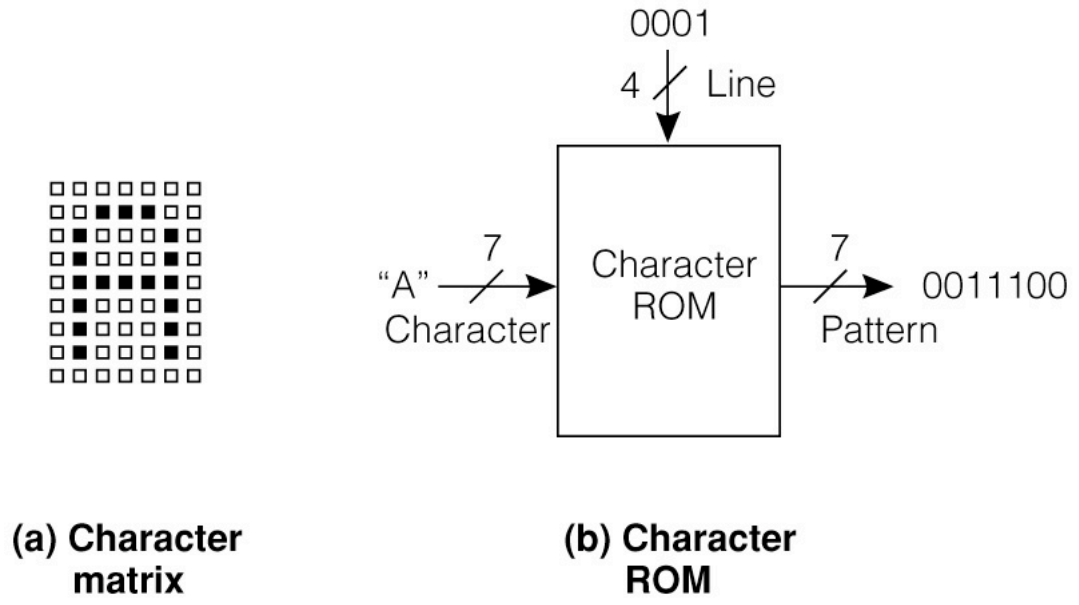 0001
4 Line
7
“A”
Character
Character
ROM
7
0011100
Pattern
(a) Character
matrix
(b) Character
ROM